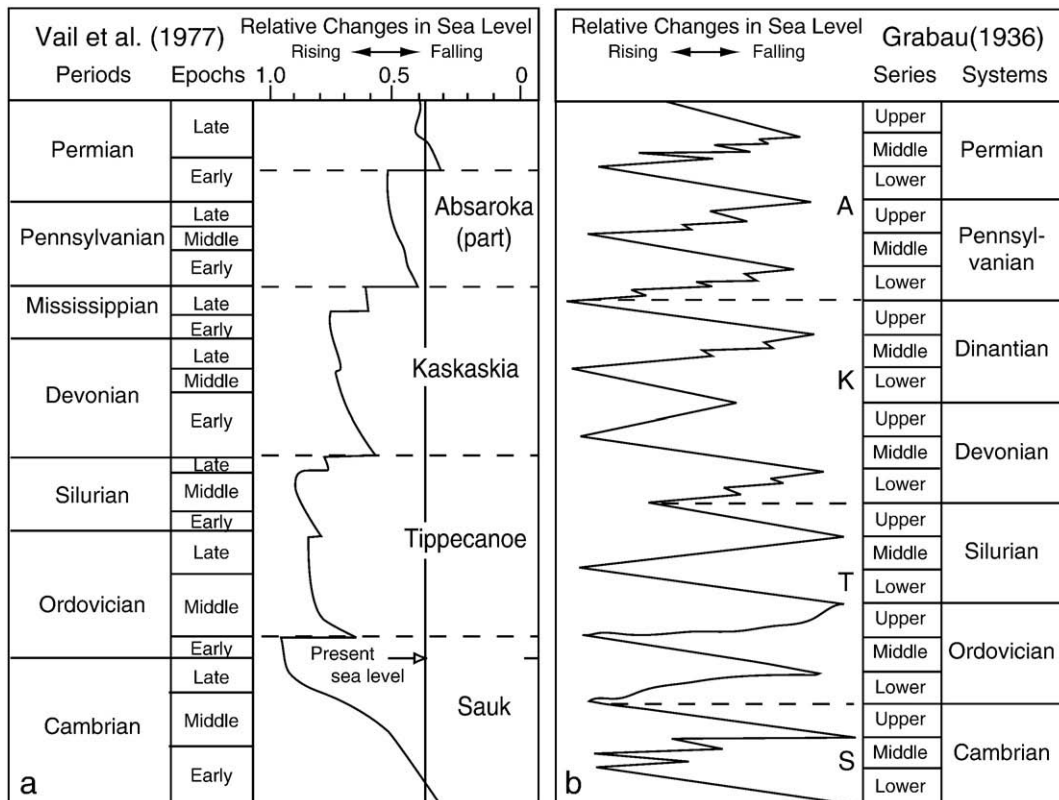 Vail et al. (1977)
Relative Changes in Sea Level
Rising Falling
Periods Epochs 1.0 0.5 0
Permian
Late
Early
Pennsylvanian
Late
Middle
Early
Mississippian
Late
Early
Devonian
Late
Middle
Early
Silurian
Late
Middle
Early
Ordovician
Late
Middle
Early
Cambrian
Late
Middle
Early
Absaroka
(part)
Kaskaskia
Tippecanoe
Present
sea level
Sauk
a
Relative Changes in Sea Level
Rising Falling
Grabau(1936)
Series Systems
A
K
T
S
Upper
Middle
Lower
Permian
Upper
Middle
Lower
Pennsyl-
vanian
Upper
Middle
Lower
Dinantian
Upper
Middle
Lower
Devonian
Upper
Middle
Lower
Silurian
Upper
Middle
Lower
Ordovician
Upper
Middle
Lower
Cambrian
b